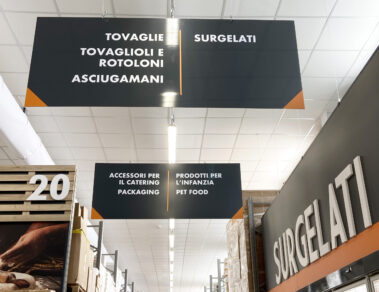 TOVAGLIE
TOVAGLIOLI E
ROTOLONI
ASCIUGAMANI
SURGELATI
ACCESSORI PER
IL CATERING
PACKAGING
PRODOTTI PER
L'INFANZIA
PET FOOD
20
SURGELATI